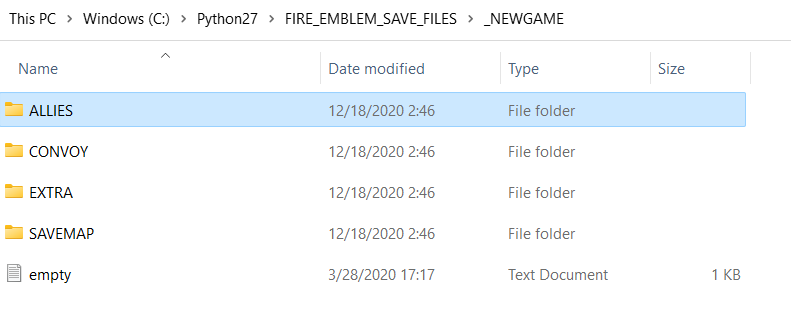 This PC > Windows (C:) > Python27 > FIRE_EMBLEM_SAVE_FILES > _NEWGAME
Name Date modified Type Size
ALLIES 12/18/2020 2:46 File folder
CONVOY 12/18/2020 2:46 File folder
EXTRA 12/18/2020 2:46 File folder
SAVEMAP 12/18/2020 2:46 File folder
empty 3/28/2020 17:17 Text Document 1 KB